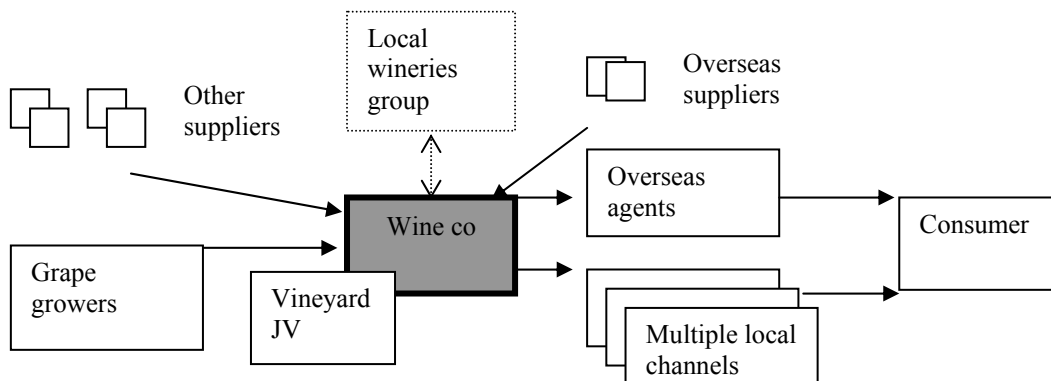 Local
wineries
group
Other
suppliers
Overseas
suppliers
Overseas
agents
Wine co
Consumer
Grape
growers
Vineyard
JV
Multiple local
channels